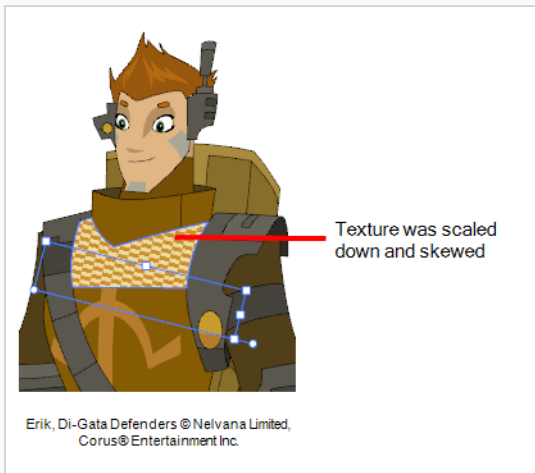 Texture was scaled
down and skewed
Erik, Di-Gata Defenders © Nelvana Limited,
Corus® Entertainment Inc.